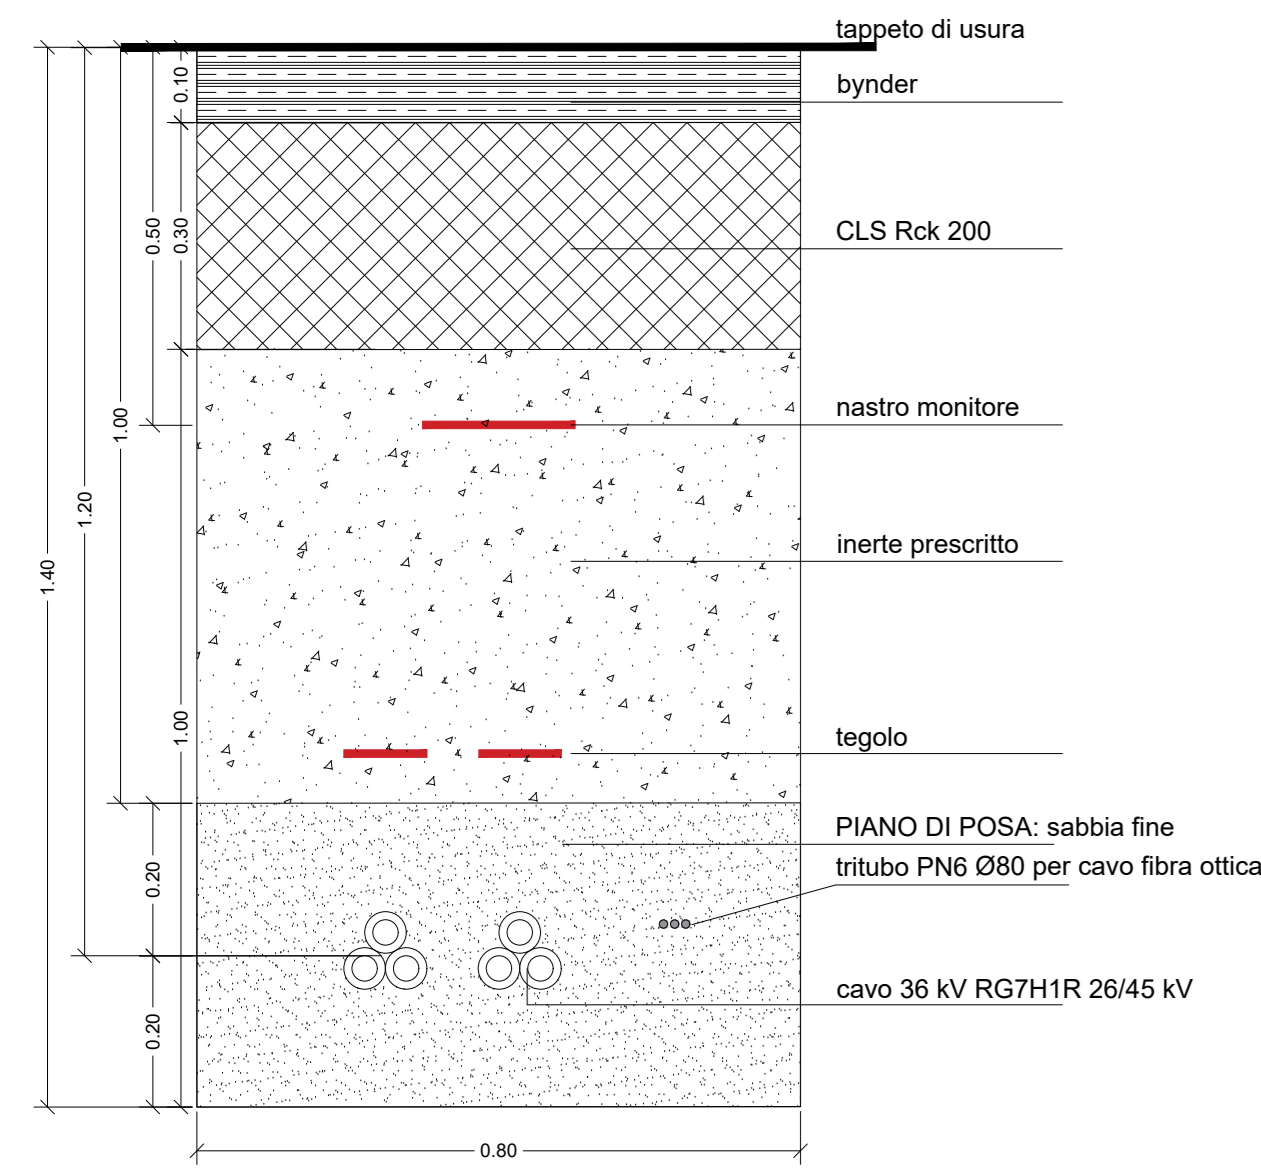 tappeto di usura
bynder
CLS Rck 200
nastro monitore
inerte prescritto
tegolo
PIANO DI POSA: sabbia fine
tritubo PN6 Ø80 per cavo fibra ottica
cavo 36 kV RG7H1R 26/45 kV
0.10
0.30
0.50
1.00
1.20
1.40
1.00
0.20
0.20
0.80